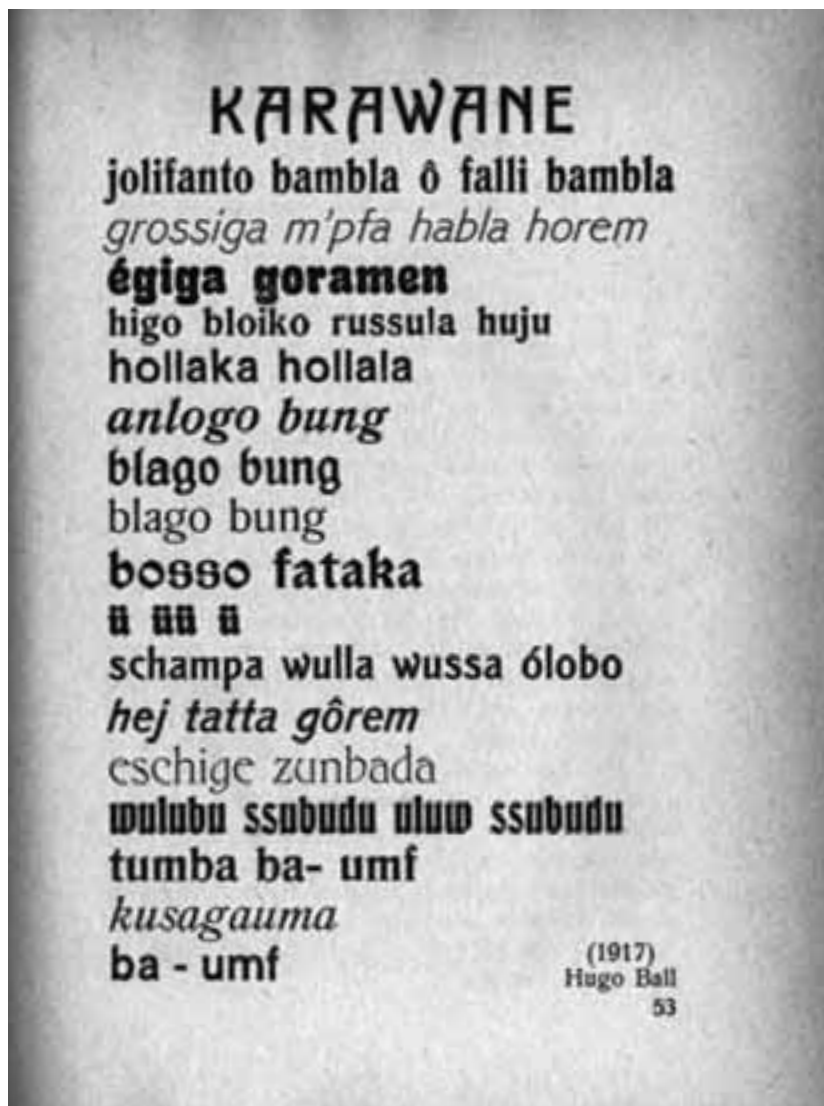 KARAWANE
jolifanto bambla ô falli bambla
grossiga m'pfa habla horem
égiga goramen
higo bloiko russula huju
hollaka hollala
anlogo bung
blago bung
blago bung
bosso fataka
ü üü ü
schampa wulla wussa ólobo
hej tatta gôrem
eschige zunbada
wulubu ssubudu uluw ssubudu
tumba ba- umf
kusagauma
ba - umf
(1917)
Hugo Ball
53